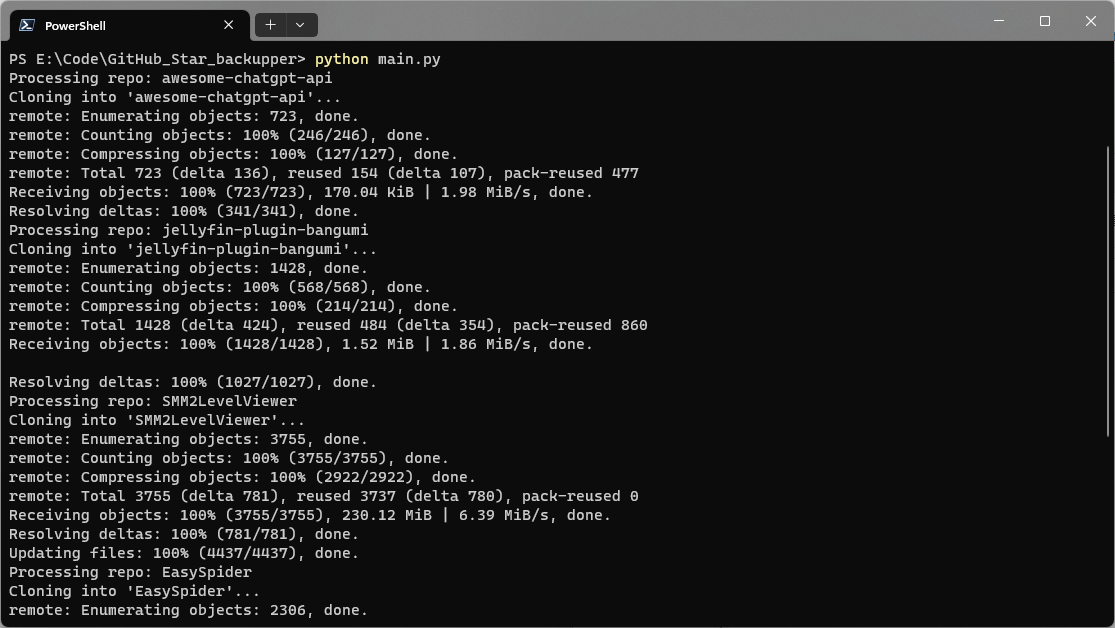 PowerShell
PS E:\Code\GitHub_Star_backupper> python main.py
Processing repo: awesome-chatgpt-api
Cloning into 'awesome-chatgpt-api'...
remote: Enumerating objects: 723, done.
remote: Counting objects: 100% (246/246), done.
remote: Compressing objects: 100% (127/127), done.
remote: Total 723 (delta 136), reused 154 (delta 107), pack-reused 477
Receiving objects: 100% (723/723), 170.04 KiB | 1.98 MiB/s, done.
Resolving deltas: 100% (341/341), done.
Processing repo: jellyfin-plugin-bangumi
Cloning into 'jellyfin-plugin-bangumi'...
remote: Enumerating objects: 1428, done.
remote: Counting objects: 100% (568/568), done.
remote: Compressing objects: 100% (214/214), done.
remote: Total 1428 (delta 424), reused 484 (delta 354), pack-reused 860
Receiving objects: 100% (1428/1428), 1.52 MiB | 1.86 MiB/s, done.
Resolving deltas: 100% (1027/1027), done.
Processing repo: SMM2LevelViewer
Cloning into 'SMM2LevelViewer'...
remote: Enumerating objects: 3755, done.
remote: Counting objects: 100% (3755/3755), done.
remote: Compressing objects: 100% (2922/2922), done.
remote: Total 3755 (delta 781), reused 3737 (delta 780), pack-reused 0
Receiving objects: 100% (3755/3755), 230.12 MiB | 6.39 MiB/s, done.
Resolving deltas: 100% (781/781), done.
Updating files: 100% (4437/4437), done.
Processing repo: EasySpider
Cloning into 'EasySpider'...
remote: Enumerating objects: 2306, done.